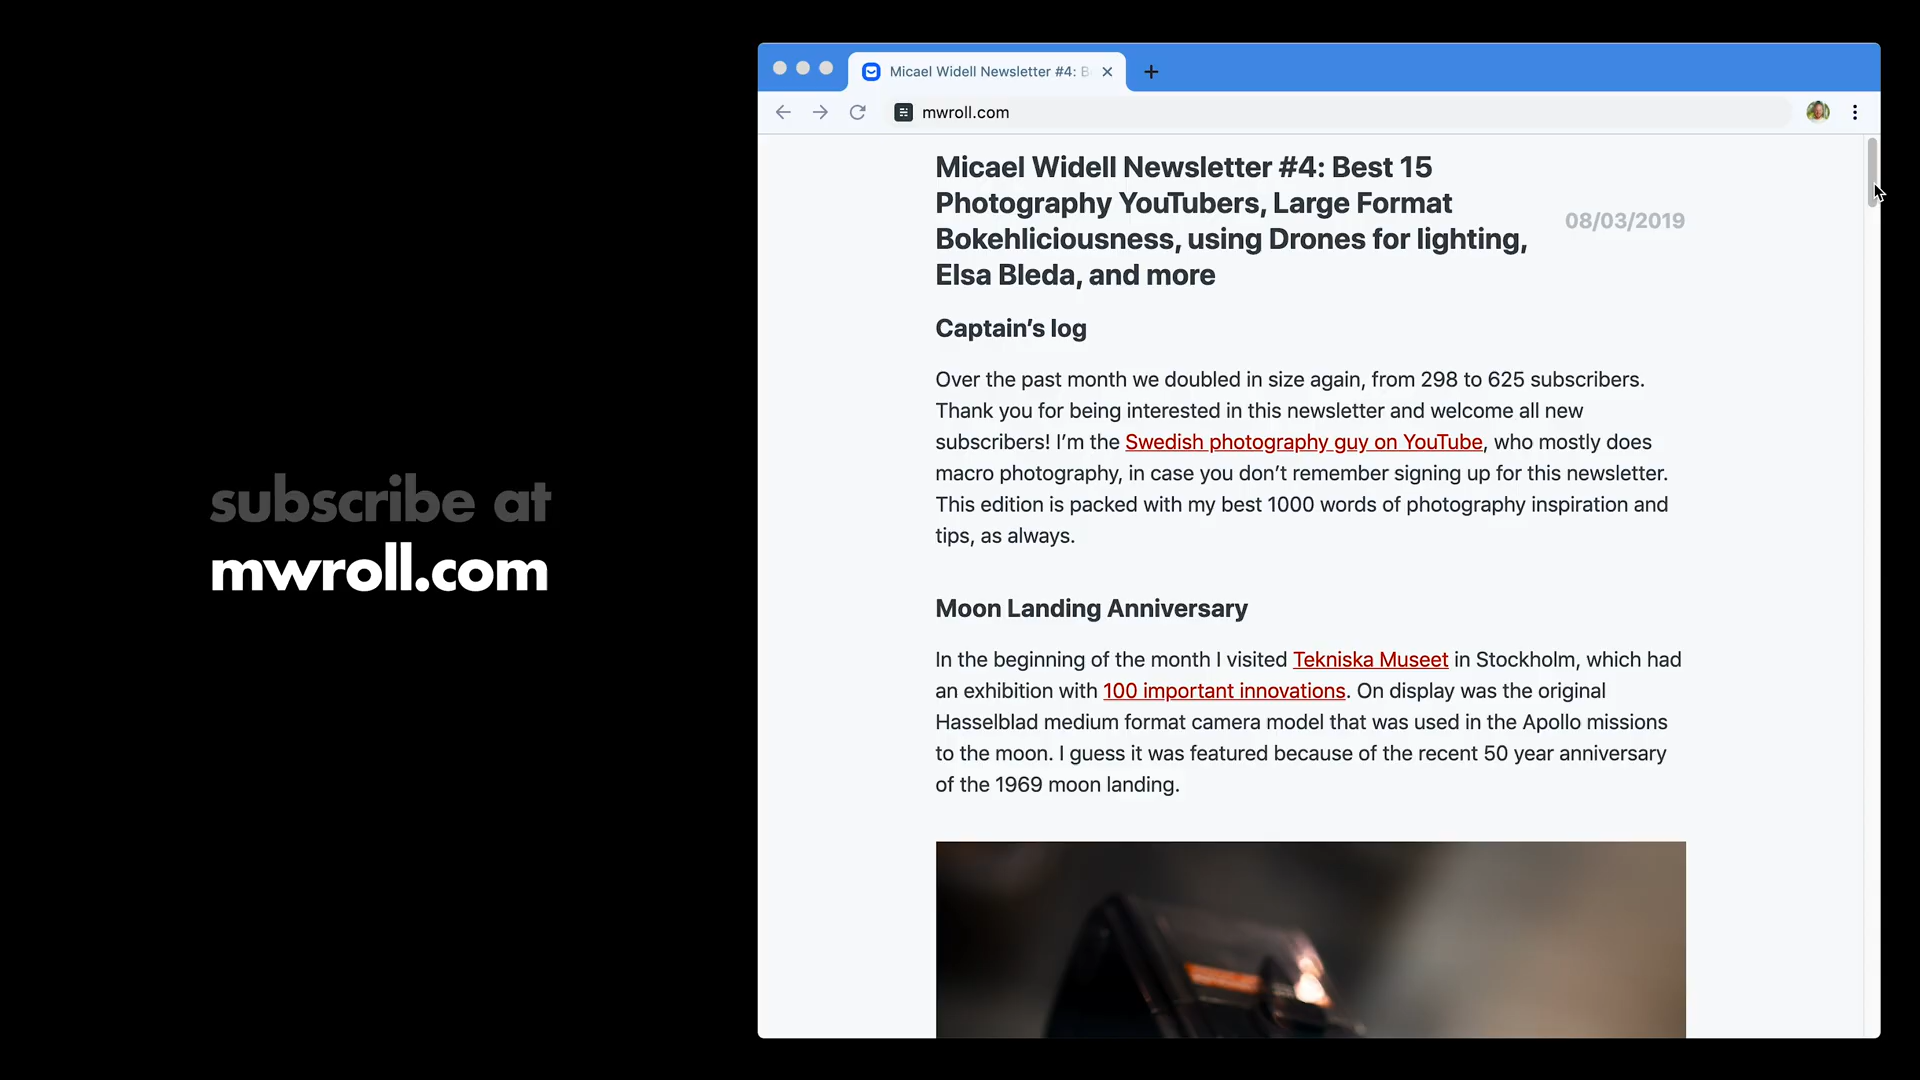 subscribe at
mwroll.com
Micael Widell Newsletter #4: B
mwroll.com
Micael Widell Newsletter #4: Best 15
Photography YouTubers, Large Format
Bokehliciousness, using Drones for lighting,
Elsa Bleda, and more
08/03/2019
Captain’s log
Over the past month we doubled in size again, from 298 to 625 subscribers.
Thank you for being interested in this newsletter and welcome all new
subscribers! I’m the Swedish photography guy on YouTube, who mostly does
macro photography, in case you don’t remember signing up for this newsletter.
This edition is packed with my best 1000 words of photography inspiration and
tips, as always.
Moon Landing Anniversary
In the beginning of the month I visited Tekniska Museet in Stockholm, which had
an exhibition with 100 important innovations. On display was the original
Hasselblad medium format camera model that was used in the Apollo missions
to the moon. I guess it was featured because of the recent 50 year anniversary
of the 1969 moon landing.